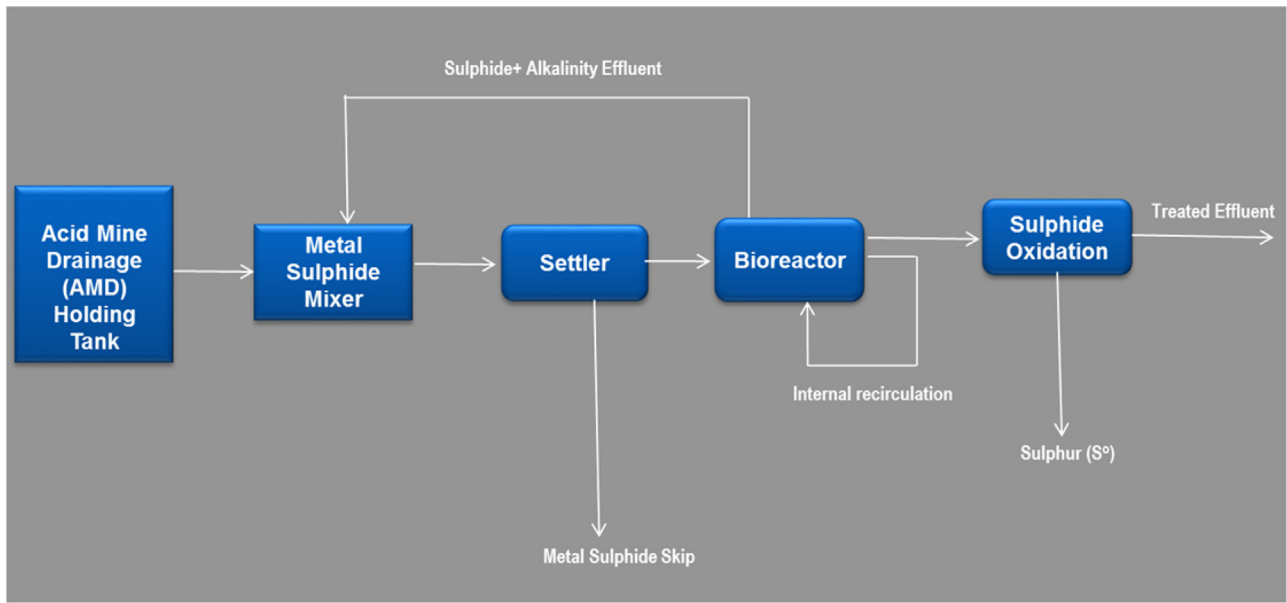 Sulphide+ Alkalinity Effluent
Acid Mine
Drainage
(AMD)
Holding
Tank
Metal
Sulphide
Mixer
Settler
Bioreactor
Sulphide
Oxidation
Treated Effluent
Internal recirculation
Sulphur (S⁰)
Metal Sulphide Skip